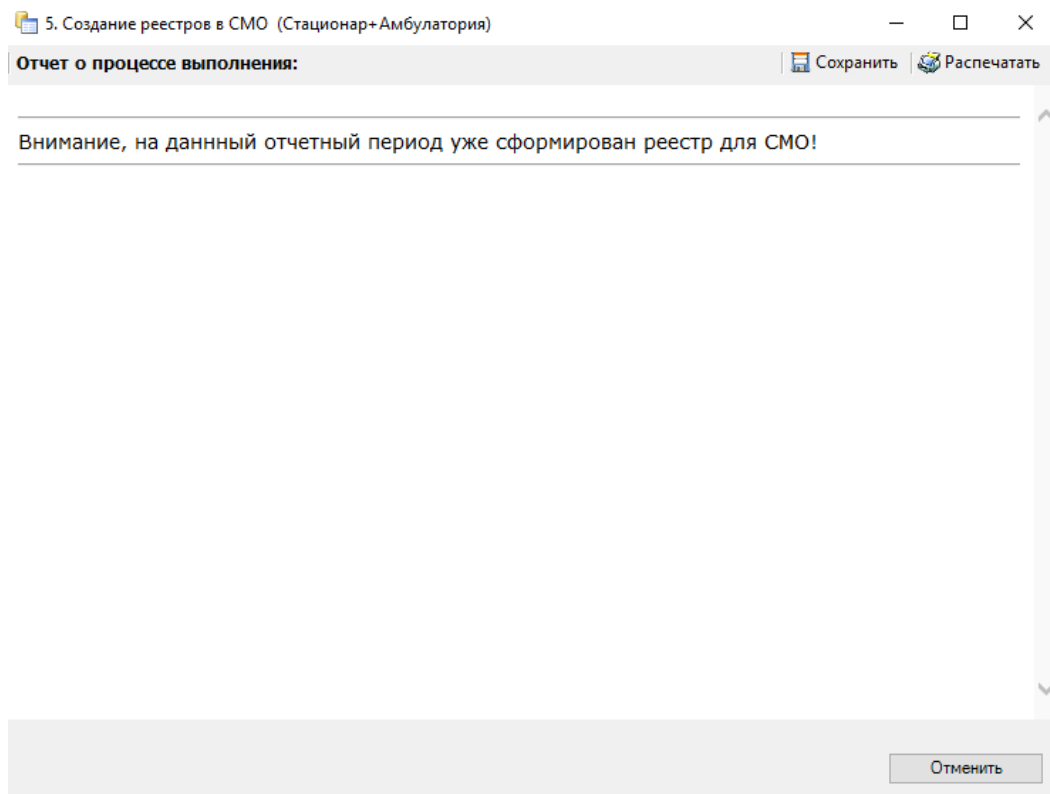 5. Создание реестров в СМО (Стационар+Амбулатория)
Отчет о процессе выполнения:
Сохранить
Распечатать
Внимание, на даннный отчетный период уже сформирован реестр для СМО!
Отменить